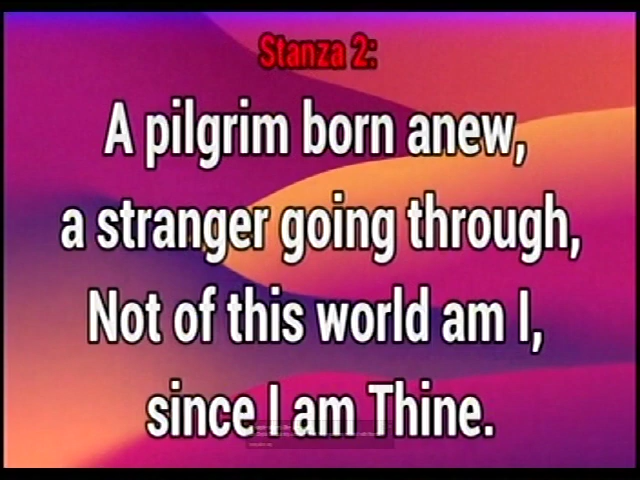 Stanza 2:
A pilgrim born anew,
a stranger going through,
Not of this world am I,
since I am Thine.